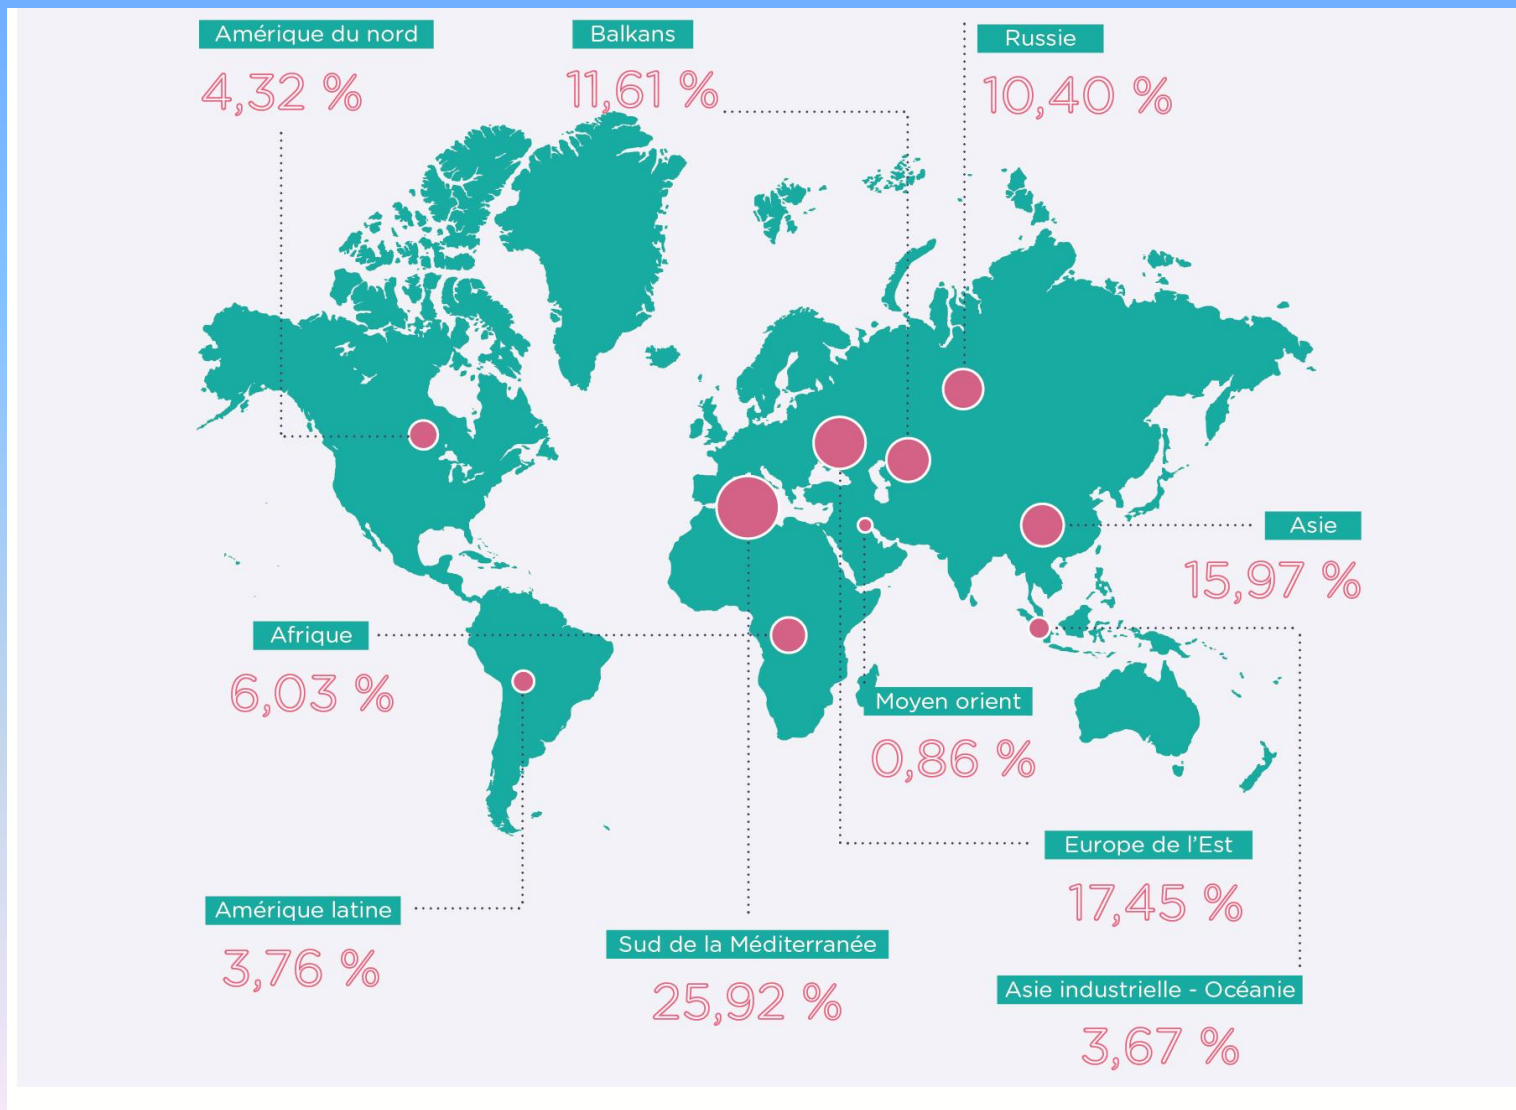 Amérique du nord
4,32 %
Balkans
11,61 %
Russie
10,40 %
Asie
15,97 %
Afrique
6,03 %
Moyen orient
0,86 %
Europe de l'Est
17,45 %
Amérique latine
3,76 %
Sud de la Méditerranée
25,92 %
Asie industrielle - Océanie
3,67 %